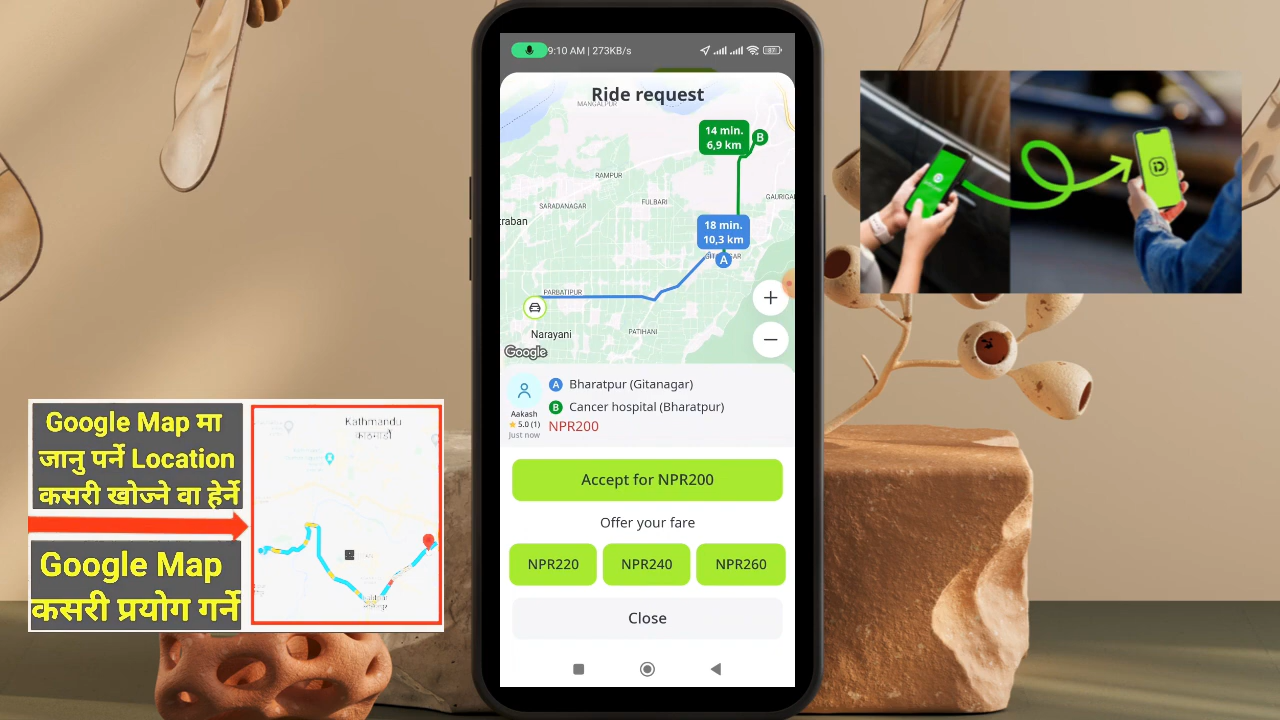 9:10 AM | 273KB/s
Ride request
MANGALPUR
14 min.
6,9 km
B
RAMPUR
SARADANAGAR
FULBARI
traban
18 min.
10,3 km
A
PARBATIPUR
Narayani
PATIHANI
+
−
Google
A Bharatpur (Gitanagar)
B Cancer hospital (Bharatpur)
Aakash
5.0 (1)
Just now
NPR200
Accept for NPR200
Offer your fare
NPR220 NPR240 NPR260
Close
Google Map मा
जानु पर्ने Location
कसरी खोज्ने वा हेर्ने
Google Map
कसरी प्रयोग गर्ने
Kathmandu
iD